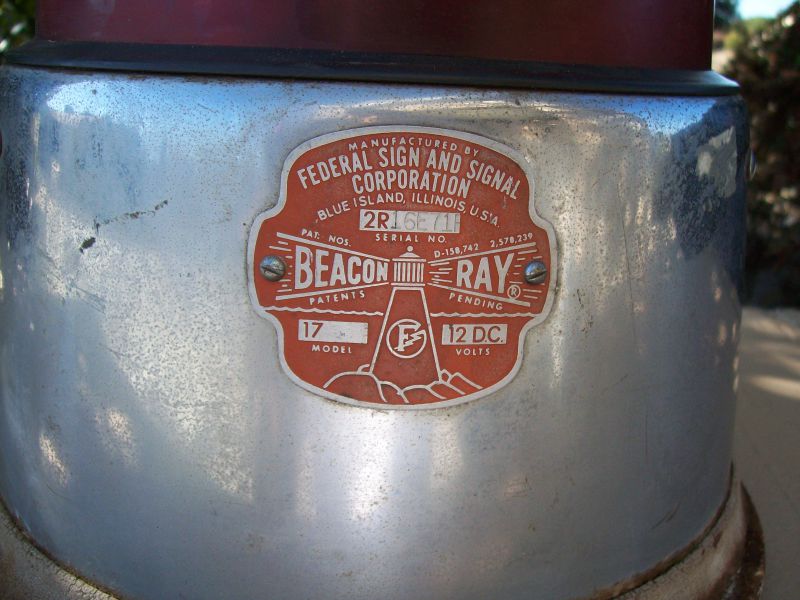 MANUFACTURED BY
FEDERAL SIGN AND SIGNAL
CORPORATION
BLUE ISLAND, ILLINOIS, U.S.A.
2R16E71F
SERIAL NO.
PAT. NOS. D-158,742 2,578,239
BEACON RAY®
PATENTS PENDING
17 12 D.C.
MODEL VOLTS
F